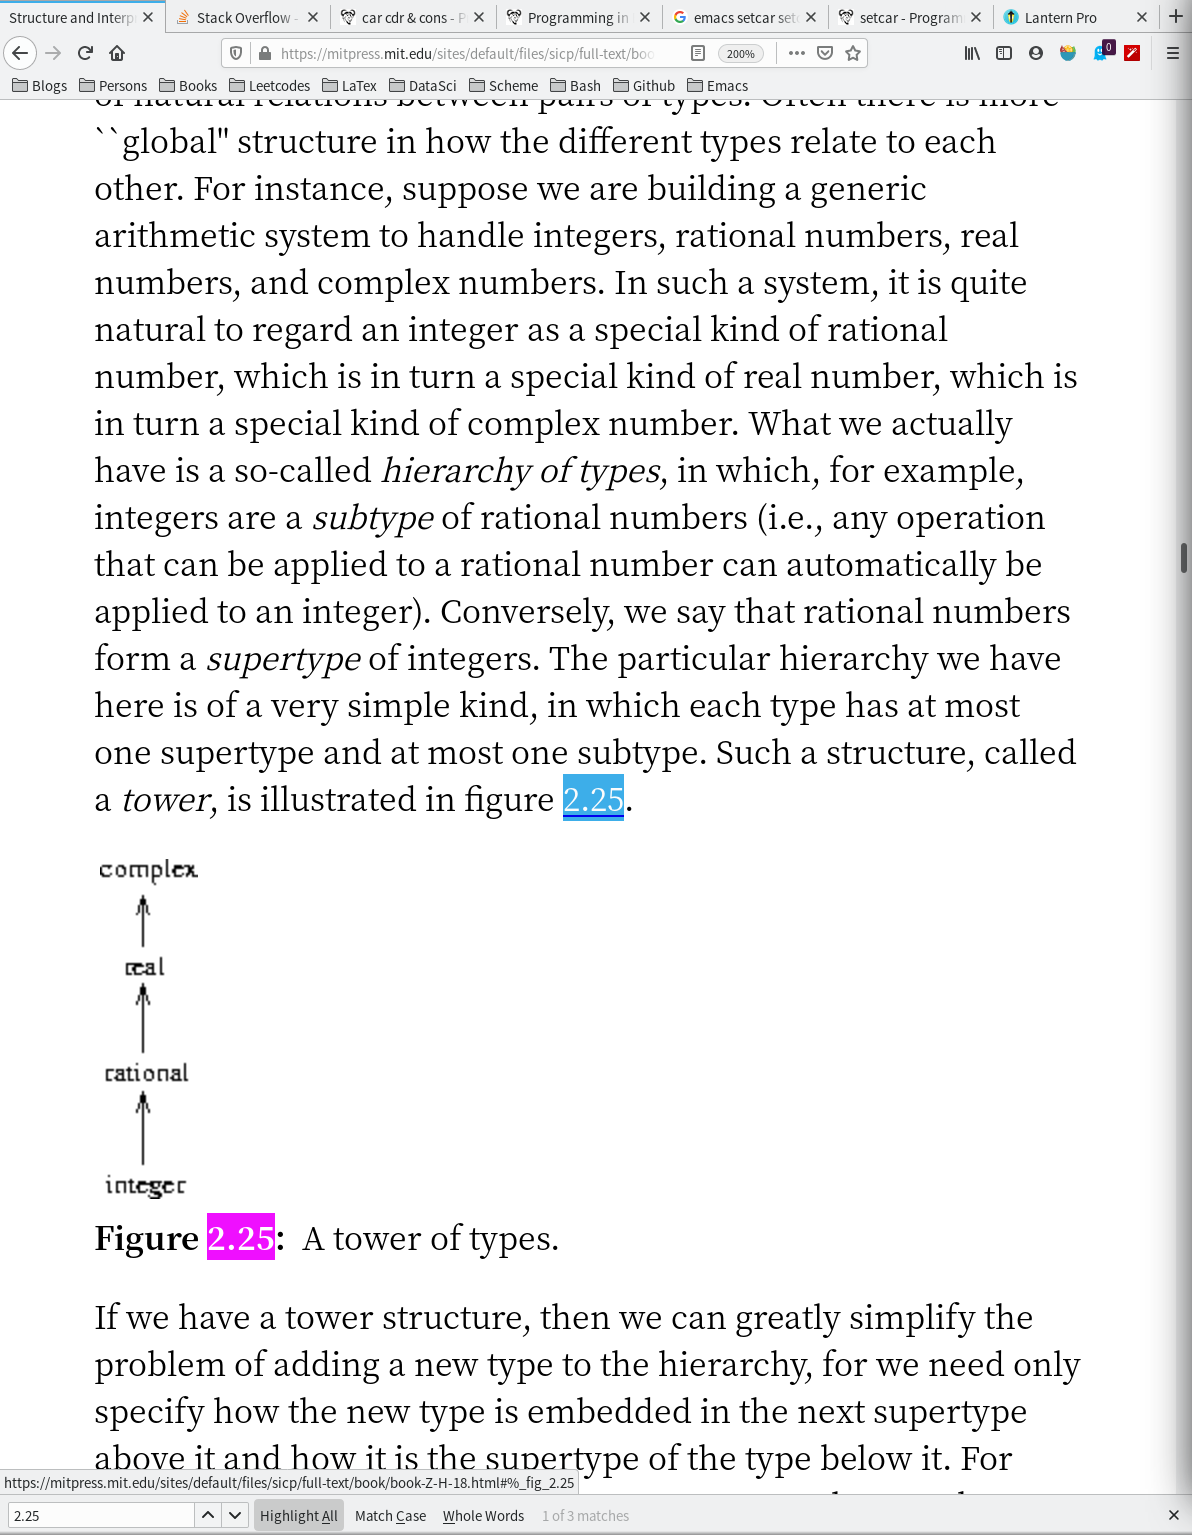 Structure and Interp
Stack Overflow -
car cdr & cons - P
Programming in
emacs setcar set
setcar - Program
Lantern Pro
https://mitpress.mit.edu/sites/default/files/sicp/full-text/boo
200%
0
Blogs
Persons
Books
Leetcodes
LaTex
DataSci
Scheme
Bash
Github
Emacs
of natural relations between pairs of types. Often there is more
``global" structure in how the different types relate to each
other. For instance, suppose we are building a generic
arithmetic system to handle integers, rational numbers, real
numbers, and complex numbers. In such a system, it is quite
natural to regard an integer as a special kind of rational
number, which is in turn a special kind of real number, which is
in turn a special kind of complex number. What we actually
have is a so-called hierarchy of types, in which, for example,
integers are a subtype of rational numbers (i.e., any operation
that can be applied to a rational number can automatically be
applied to an integer). Conversely, we say that rational numbers
form a supertype of integers. The particular hierarchy we have
here is of a very simple kind, in which each type has at most
one supertype and at most one subtype. Such a structure, called
a tower, is illustrated in figure 2.25.
complex
real
rational
integer
Figure 2.25: A tower of types.
If we have a tower structure, then we can greatly simplify the
problem of adding a new type to the hierarchy, for we need only
specify how the new type is embedded in the next supertype
above it and how it is the supertype of the type below it. For
https://mitpress.mit.edu/sites/default/files/sicp/full-text/book/book-Z-H-18.html#%_fig_2.25
2.25
Highlight All
Match Case
Whole Words
1 of 3 matches